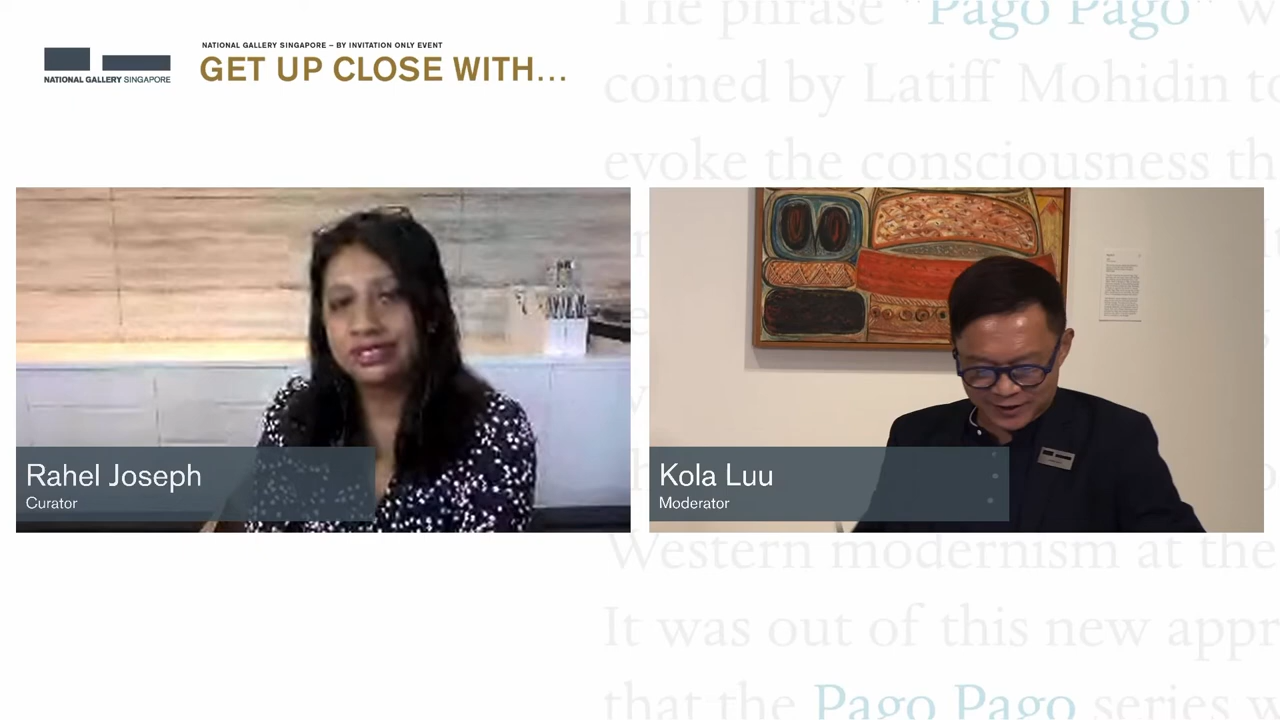 The phrase "Pago Pago" w
coined by Latiff Mohidin to
evoke the consciousness th
NATIONAL GALLERY SINGAPORE
NATIONAL GALLERY SINGAPORE – BY INVITATION ONLY EVENT
GET UP CLOSE WITH...
Rahel Joseph
Curator
Kola Luu
Moderator
Western modernism at the
It was out of this new appr
that the Pago Pago series w